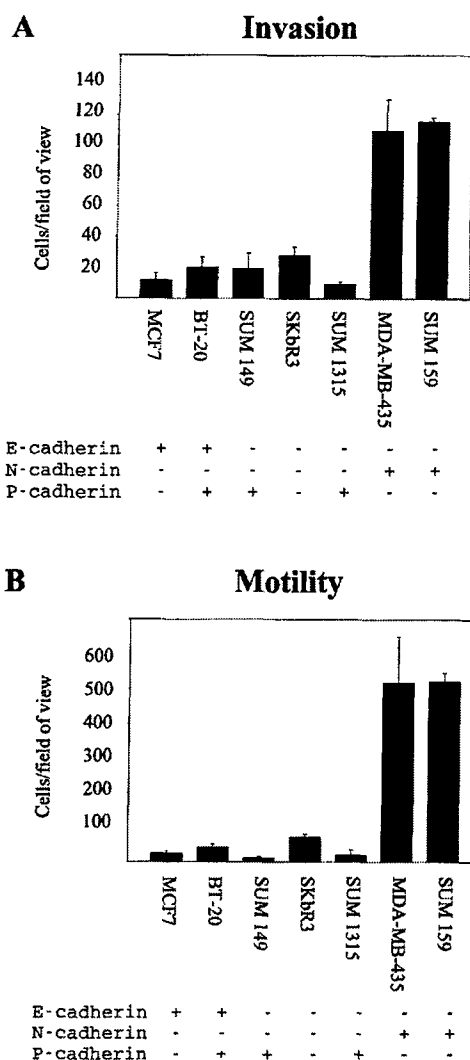 A Invasion
140
120
100
80
60
40
20
Cells/field of view
MCF7
BT-20
SUM 149
SKbR3
SUM 1315
MDA-MB-435
SUM 159
E-cadherin + + - - - - -
N-cadherin - - - - - + +
P-cadherin - + + - + - -
B Motility
600
500
400
300
200
100
Cells/field of view
MCF7
BT-20
SUM 149
SKbR3
SUM 1315
MDA-MB-435
SUM 159
E-cadherin + + - - - - -
N-cadherin - - - - - + +
P-cadherin - + + - + - -